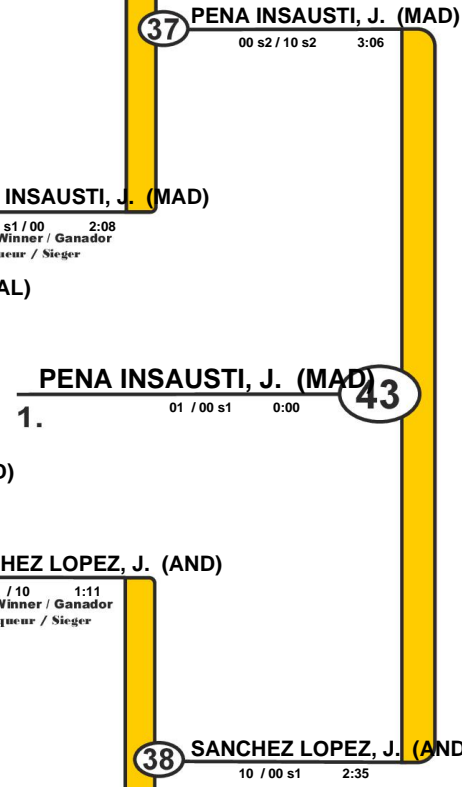 37 PENA INSAUSTI, J. (MAD)
00 s2 / 10 s2 3:06
INSAUSTI, J. (MAD)
s1 / 00 2:08
Winner / Ganador
ueur / Sieger
AL)
PENA INSAUSTI, J. (MAD) 43
01 / 00 s1 0:00
1.
D)
HEZ LOPEZ, J. (AND)
/ 10 1:11
Winner / Ganador
queur / Sieger
38 SANCHEZ LOPEZ, J. (AND
10 / 00 s1 2:35